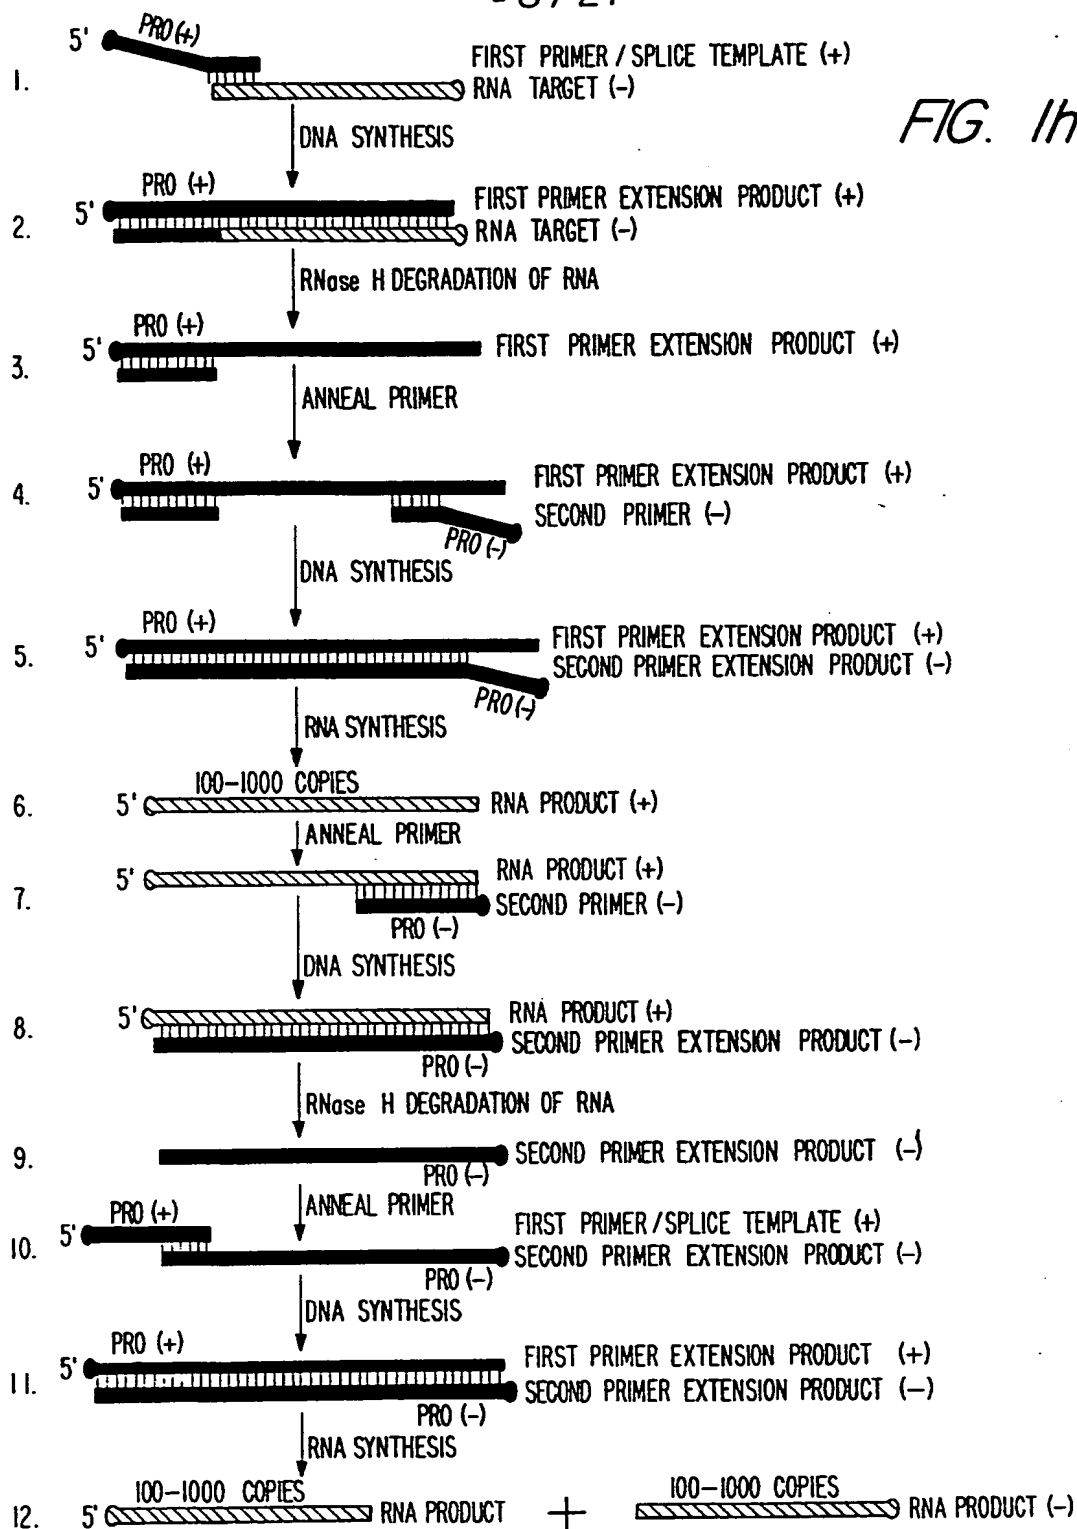 FIG. 1h
5' PRO (+)
1. FIRST PRIMER / SPLICE TEMPLATE (+)
RNA TARGET (-)
DNA SYNTHESIS
PRO (+)
5' FIRST PRIMER EXTENSION PRODUCT (+)
2. RNA TARGET (-)
RNase H DEGRADATION OF RNA
PRO (+)
5' FIRST PRIMER EXTENSION PRODUCT (+)
3.
ANNEAL PRIMER
PRO (+)
5' FIRST PRIMER EXTENSION PRODUCT (+)
4. SECOND PRIMER (-)
PRO (-)
DNA SYNTHESIS
PRO (+)
5' FIRST PRIMER EXTENSION PRODUCT (+)
5. SECOND PRIMER EXTENSION PRODUCT (-)
PRO (-)
RNA SYNTHESIS
100-1000 COPIES
6. 5' RNA PRODUCT (+)
ANNEAL PRIMER
5' RNA PRODUCT (+)
7. SECOND PRIMER (-)
PRO (-)
DNA SYNTHESIS
5' RNA PRODUCT (+)
8. SECOND PRIMER EXTENSION PRODUCT (-)
PRO (-)
RNase H DEGRADATION OF RNA
9. SECOND PRIMER EXTENSION PRODUCT (-)
PRO (-)
ANNEAL PRIMER
5' PRO (+) FIRST PRIMER / SPLICE TEMPLATE (+)
10. SECOND PRIMER EXTENSION PRODUCT (-)
PRO (-)
DNA SYNTHESIS
PRO (+)
5' FIRST PRIMER EXTENSION PRODUCT (+)
11. SECOND PRIMER EXTENSION PRODUCT (-)
PRO (-)
RNA SYNTHESIS
100-1000 COPIES 100-1000 COPIES
12. 5' RNA PRODUCT + RNA PRODUCT (-)